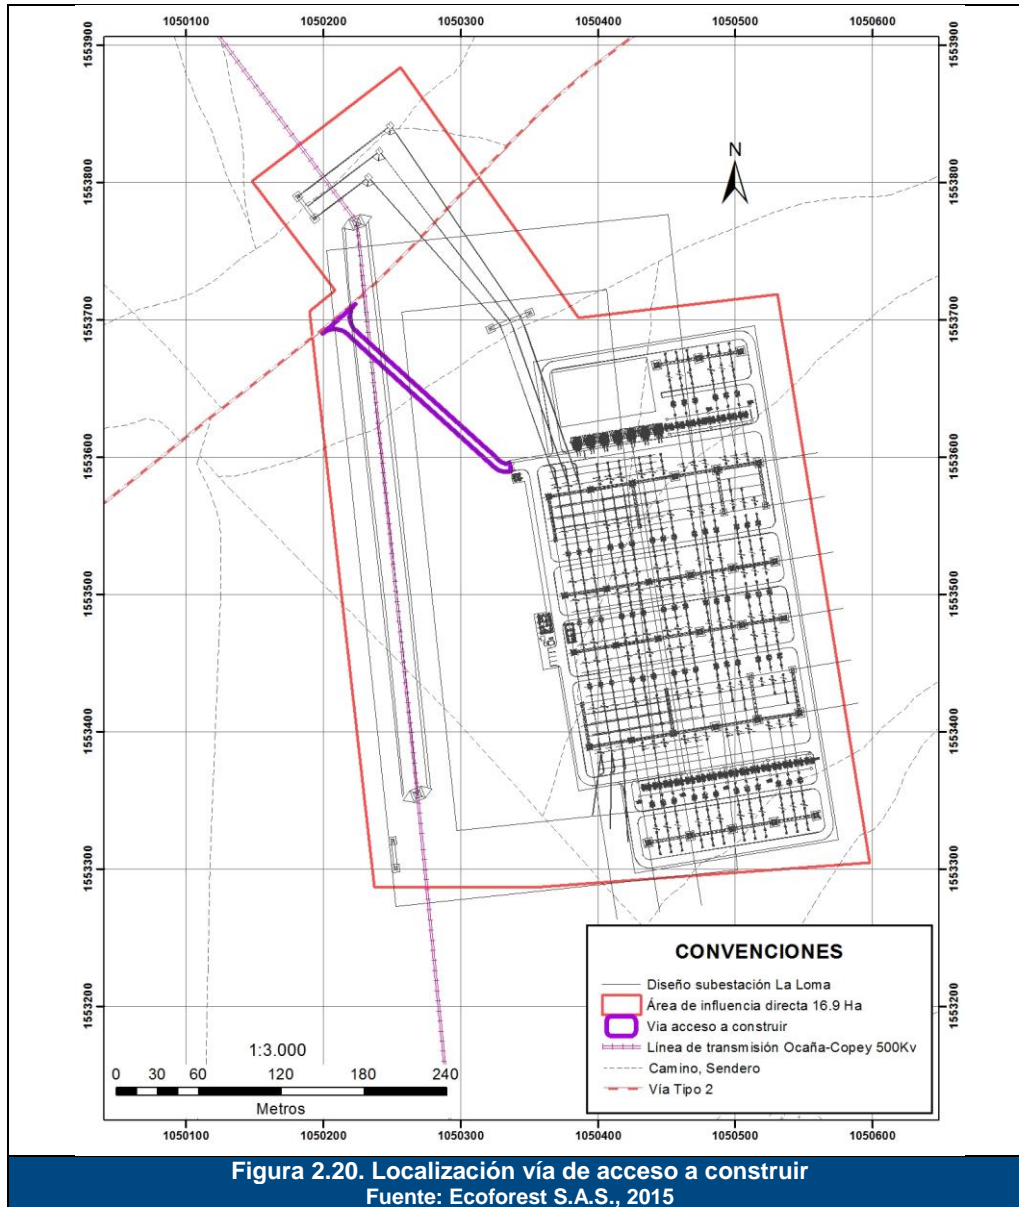 1050100 1050200 1050300 1050400 1050500 1050600
1553900 1553900
N
1553800 1553800
1553700 1553700
1553600 1553600
1553500 1553500
1553400 1553400
1553300 1553300
CONVENCIONES
Diseño subestación La Loma
Área de influencia directa 16.9 Ha
Via acceso a construir
Línea de transmisión Ocaña-Copey 500Kv
Camino, Sendero
Vía Tipo 2
1553200 1553200
1:3.000
0 30 60 120 180 240
Metros
1050100 1050200 1050300 1050400 1050500 1050600
Figura 2.20. Localización vía de acceso a construir
Fuente: Ecoforest S.A.S., 2015